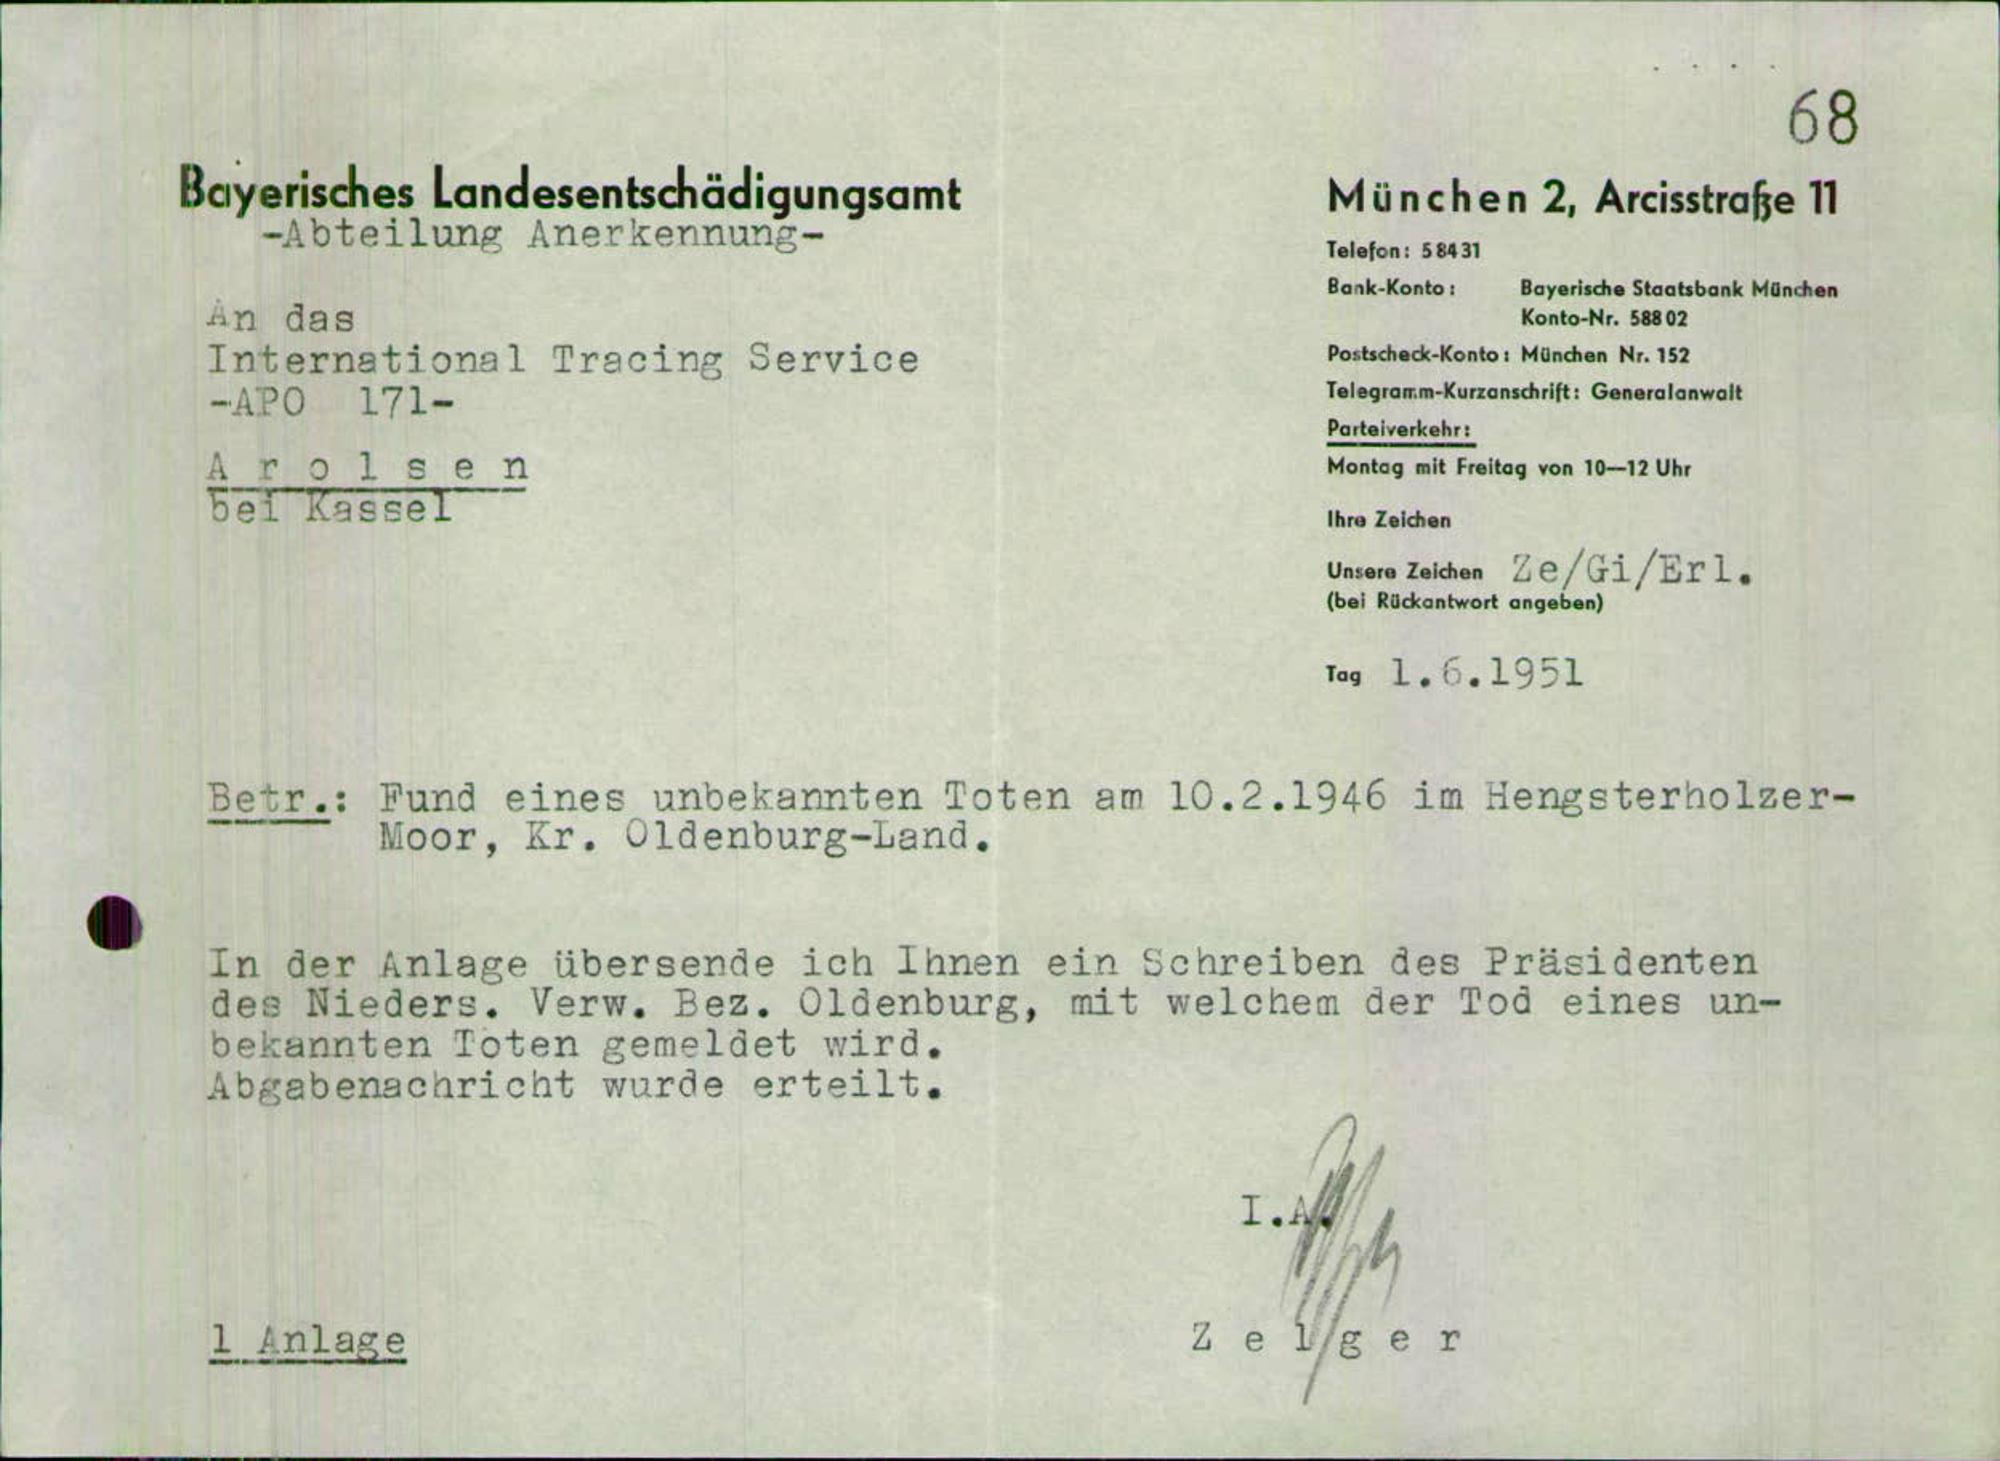 68
Bayerisches Landesentschädigungsamt
-Abteilung Anerkennung-
An das
International Tracing Service
-APO 171-
Arolsen
bei Kassel
München 2, Arcisstraße 11
Telefon: 58431
Bank-Konto: Bayerische Staatsbank München
Konto-Nr. 58802
Postscheck-Konto: München Nr. 152
Telegramm-Kurzanschrift: Generalanwalt
Parteiverkehr:
Montag mit Freitag von 10—12 Uhr
Ihre Zeichen
Unsere Zeichen Ze/Gi/Erl.
(bei Rückantwort angeben)
Tag 1.6.1951
Betr.: Fund eines unbekannten Toten am 10.2.1946 im Hengsterholzer-
Moor, Kr. Oldenburg-Land.
In der Anlage übersende ich Ihnen ein Schreiben des Präsidenten
des Nieders. Verw. Bez. Oldenburg, mit welchem der Tod eines un-
bekannten Toten gemeldet wird.
Abgabenachricht wurde erteilt.
I.A.
Zelger
1 Anlage